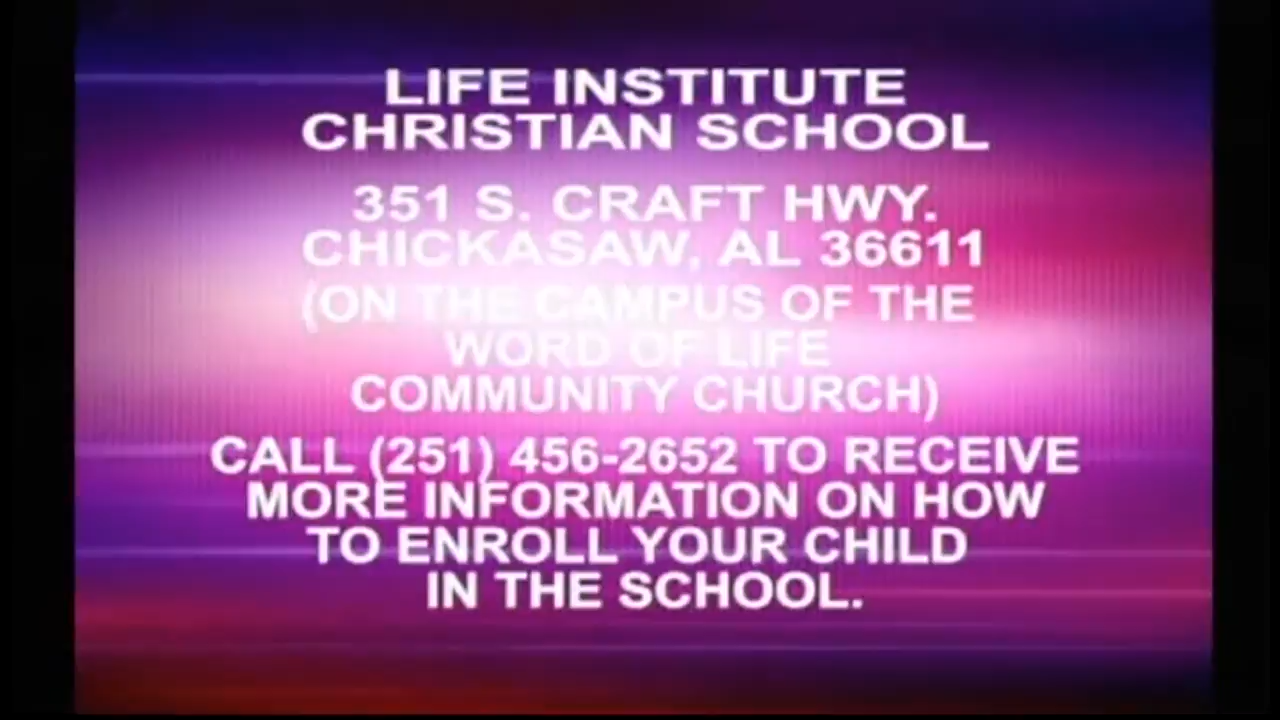 LIFE INSTITUTE
CHRISTIAN SCHOOL
351 S. CRAFT HWY.
CHICKASAW, AL 36611
(ON THE CAMPUS OF THE
WORD OF LIFE
COMMUNITY CHURCH)
CALL (251) 456-2652 TO RECEIVE
MORE INFORMATION ON HOW
TO ENROLL YOUR CHILD
IN THE SCHOOL.